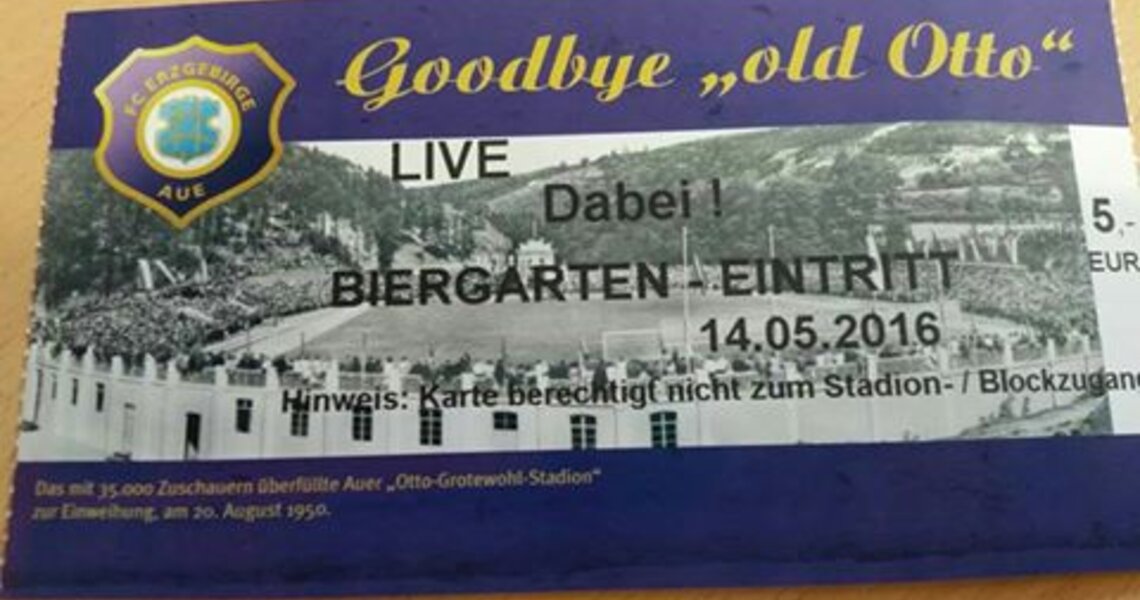 Goodbye „old Otto“
FC ERZGEBIRGE
AUE
LIVE
Dabei !
BIERGARTEN - EINTRITT
14.05.2016
5,-
EUR
Hinweis: Karte berechtigt nicht zum Stadion- / Blockzugang
Das mit 35.000 Zuschauern überfüllte Auer „Otto-Grotewohl-Stadion“
zur Einweihung, am 20. August 1950.